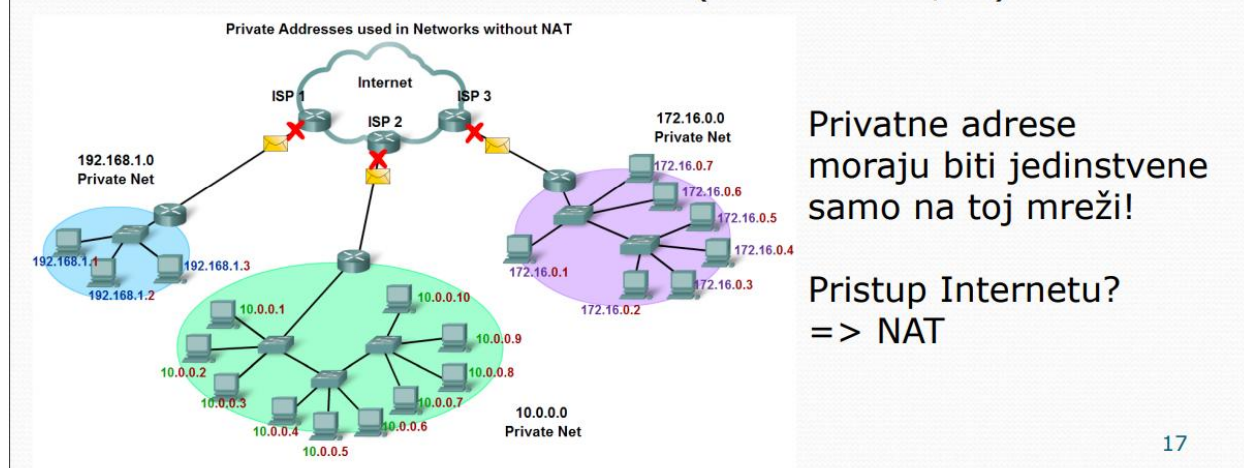 Private Addresses used in Networks without NAT
Internet
ISP 1
ISP 2
ISP 3
192.168.1.0
Private Net
172.16.0.0
Private Net
192.168.1.1
192.168.1.2
192.168.1.3
172.16.0.7
172.16.0.6
172.16.0.5
172.16.0.4
172.16.0.3
172.16.0.2
172.16.0.1
10.0.0.1
10.0.0.2
10.0.0.3
10.0.0.4
10.0.0.5
10.0.0.6
10.0.0.7
10.0.0.8
10.0.0.9
10.0.0.10
10.0.0.0
Private Net
Privatne adrese
moraju biti jedinstvene
samo na toj mreži!
Pristup Internetu?
=> NAT
17